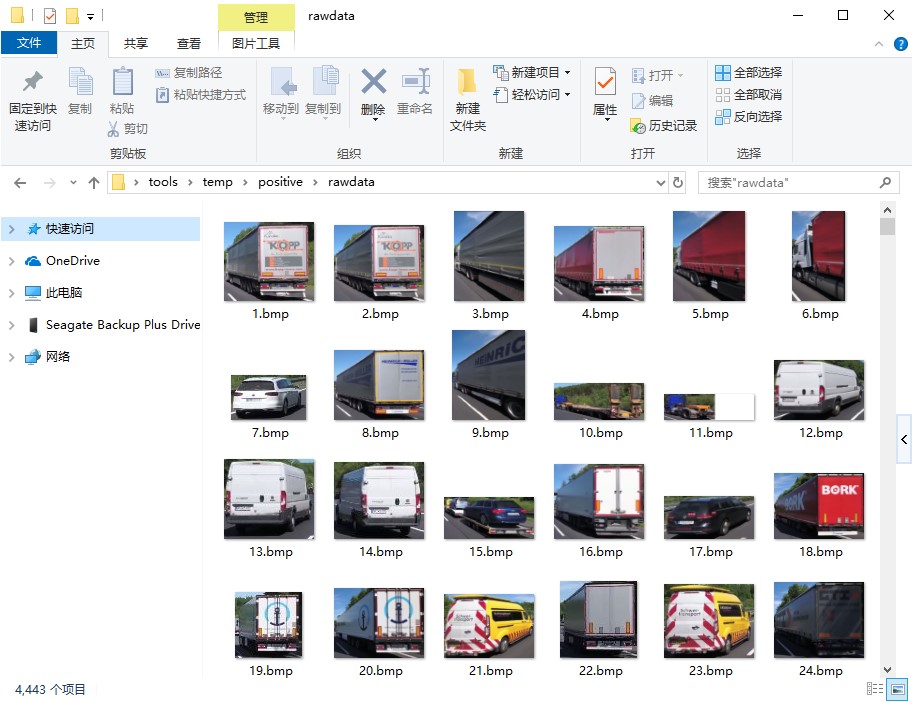 管理
rawdata
文件
主页
共享
查看
图片工具
固定到快
速访问
复制
粘贴
复制路径
粘贴快捷方式
剪切
剪贴板
移动到
复制到
删除
重命名
组织
新建
文件夹
新建项目
轻松访问
新建
属性
打开
编辑
历史记录
打开
全部选择
全部取消
反向选择
选择
tools
temp
positive
rawdata
搜索"rawdata"
快速访问
OneDrive
此电脑
Seagate Backup Plus Drive
网络
KÖPP
KÖPP
1.bmp
2.bmp
3.bmp
4.bmp
5.bmp
6.bmp
HEINRIC
7.bmp
8.bmp
9.bmp
10.bmp
11.bmp
12.bmp
BORK
BORK
13.bmp
14.bmp
15.bmp
16.bmp
17.bmp
18.bmp
19.bmp
20.bmp
21.bmp
22.bmp
23.bmp
24.bmp
4,443 个项目